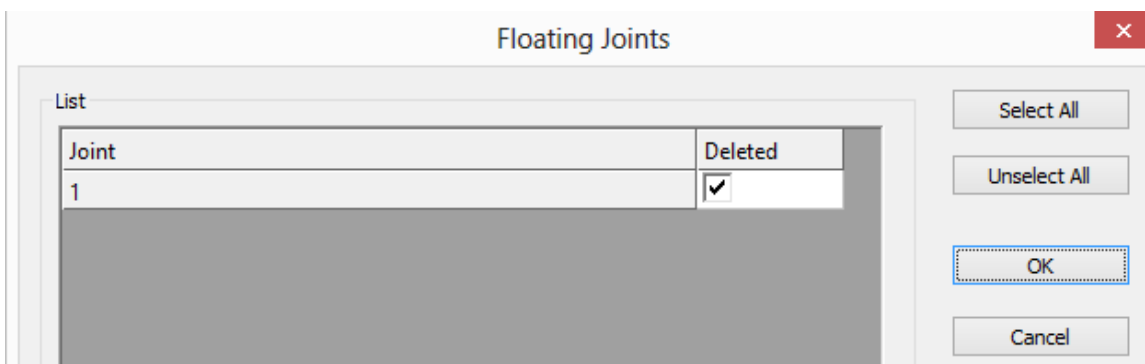 Floating Joints
List
Joint Deleted
1
Select All
Unselect All
OK
Cancel